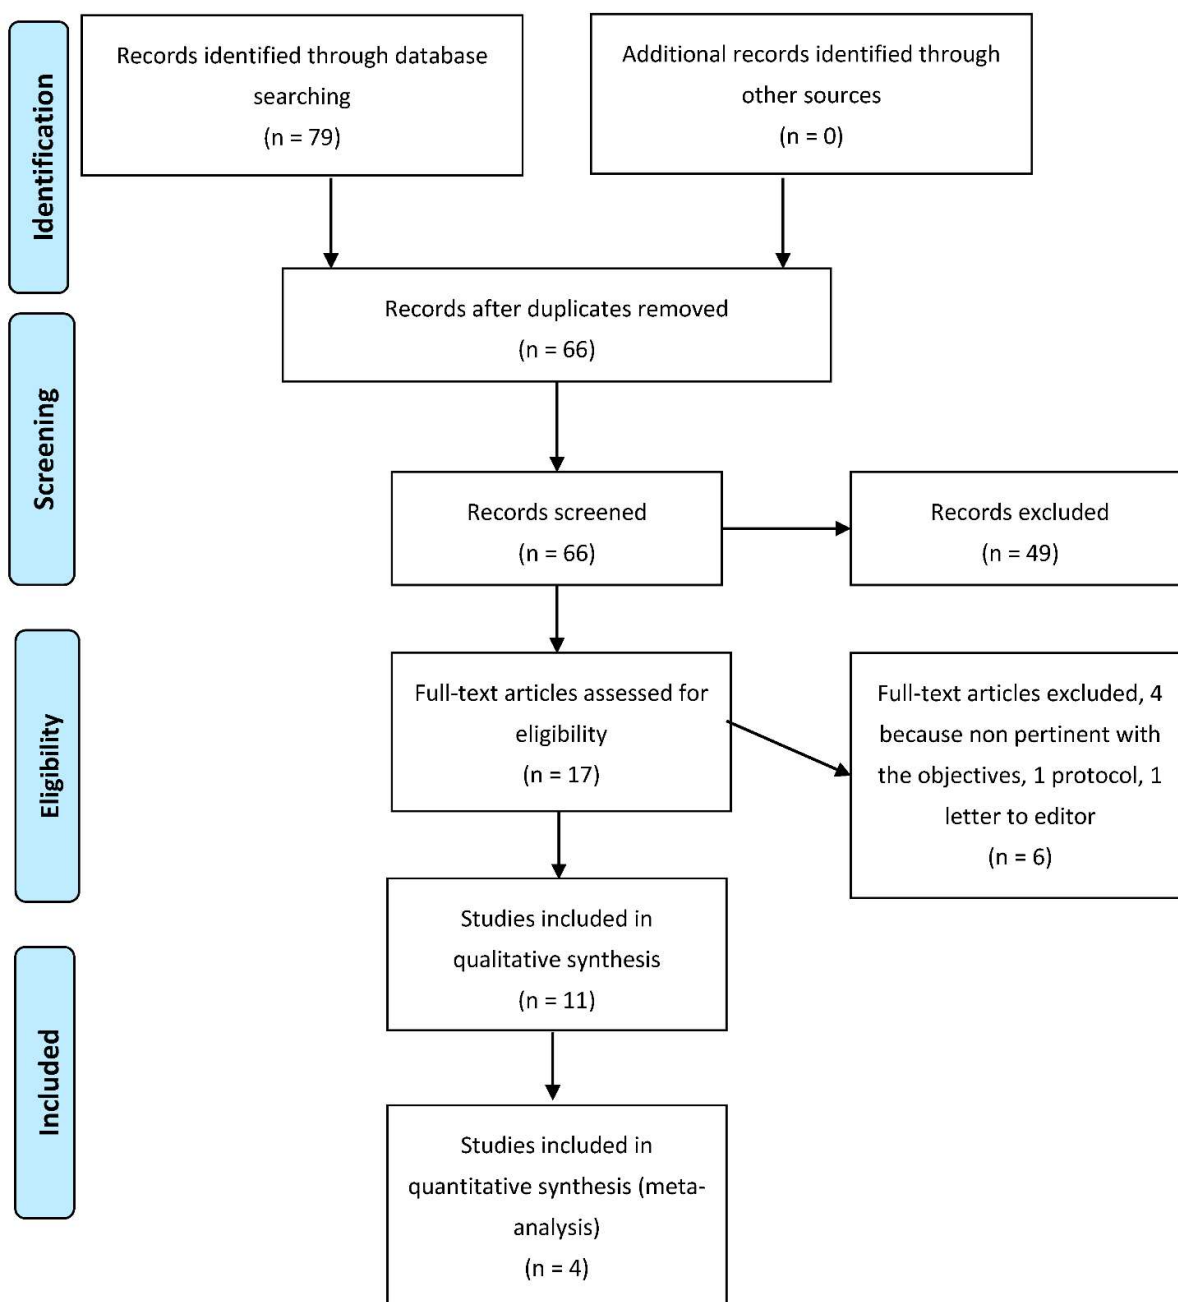 Identification
Records identified through database
searching
(n = 79)
Additional records identified through
other sources
(n = 0)
Records after duplicates removed
(n = 66)
Screening
Records screened
(n = 66)
Records excluded
(n = 49)
Eligibility
Full-text articles assessed for
eligibility
(n = 17)
Full-text articles excluded, 4
because non pertinent with
the objectives, 1 protocol, 1
letter to editor
(n = 6)
Studies included in
qualitative synthesis
(n = 11)
Included
Studies included in
quantitative synthesis (meta-
analysis)
(n = 4)